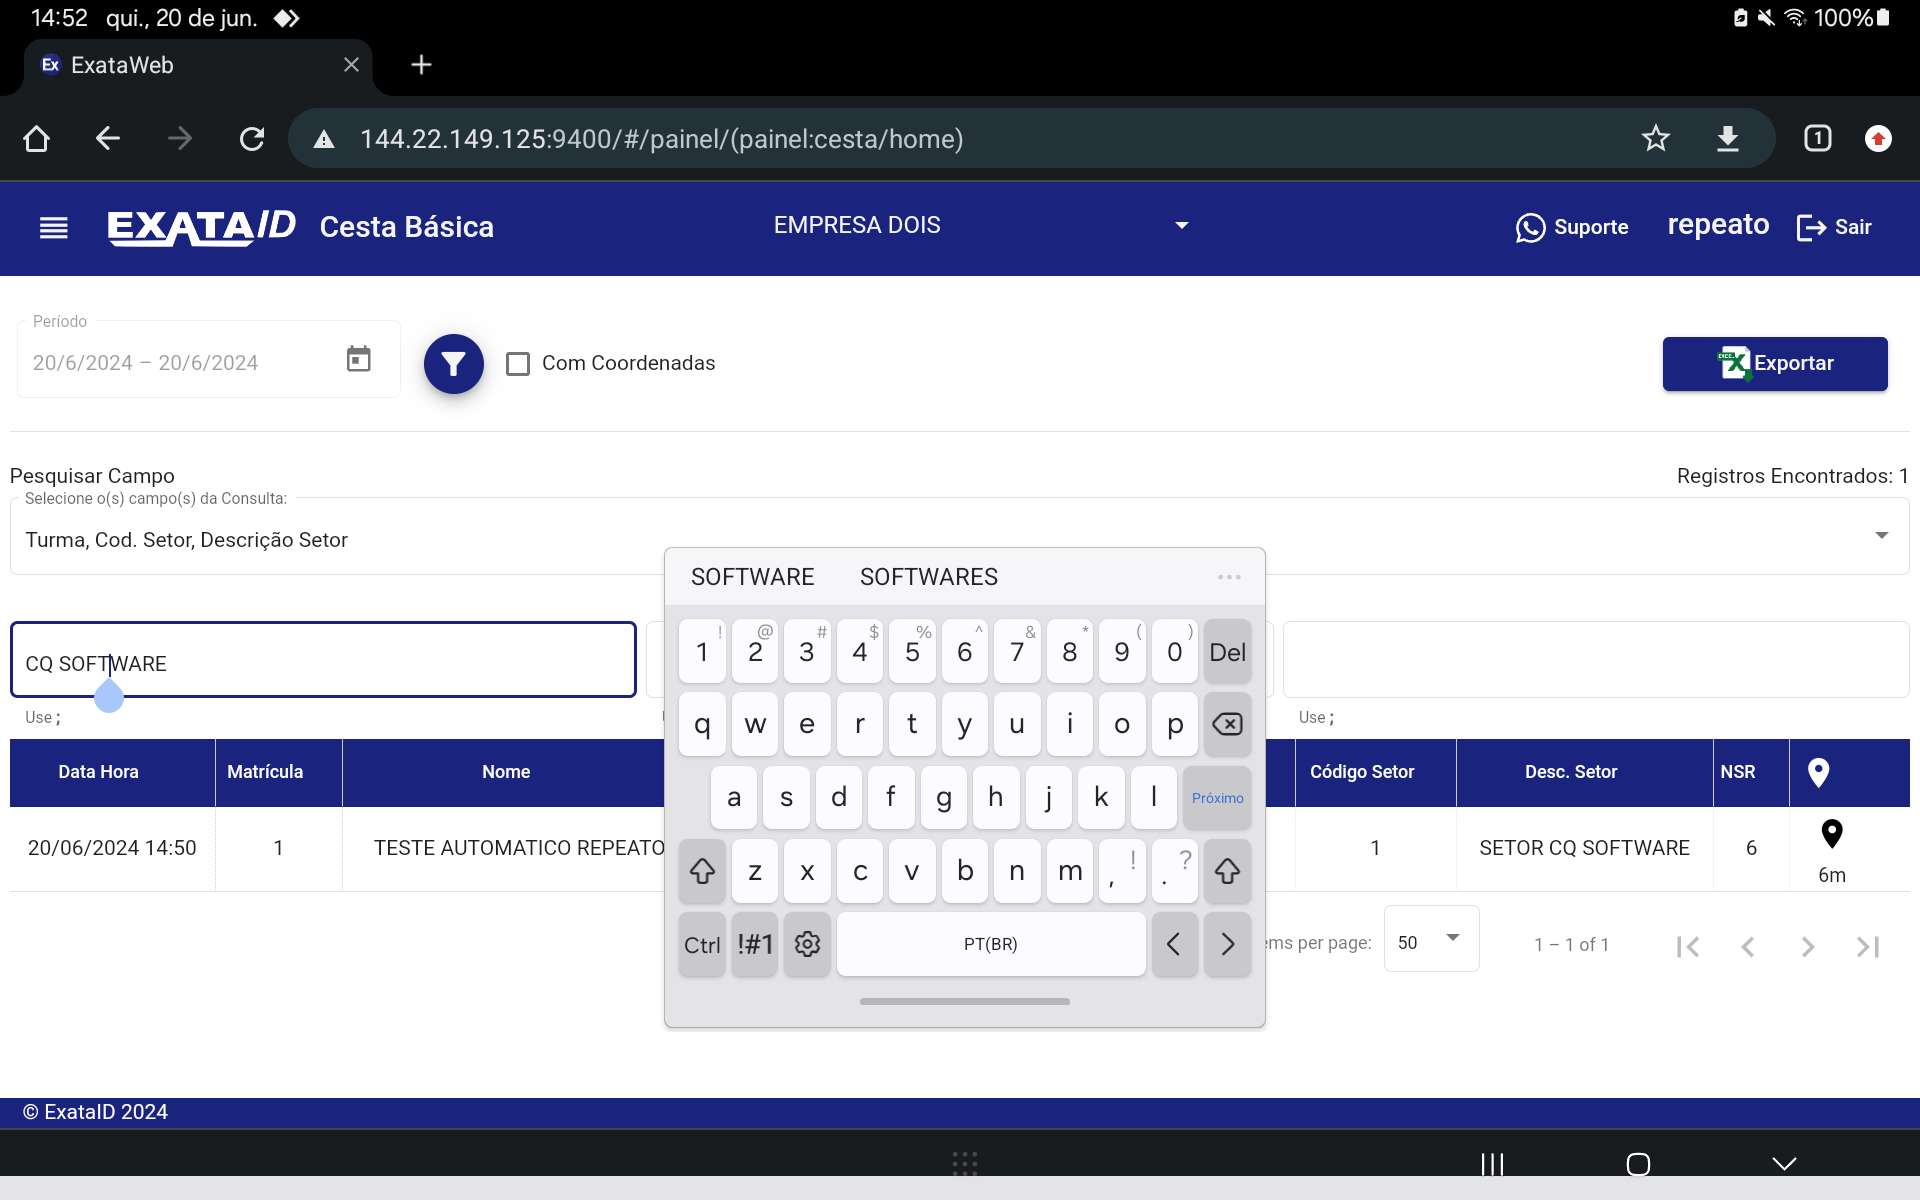 14:52 qui., 20 de jun. 100%
Ex ExataWeb
144.22.149.125:9400/#/painel/(painel:cesta/home) 1
EXATA ID Cesta Básica EMPRESA DOIS Suporte repeato Sair
Período
20/6/2024 – 20/6/2024 Com Coordenadas Exportar
Pesquisar Campo Registros Encontrados: 1
Selecione o(s) campo(s) da Consulta:
Turma, Cod. Setor, Descrição Setor
SOFTWARE SOFTWARES ...
CQ SOFTWARE
Use ; Use ;
Data Hora Matrícula Nome Código Setor Desc. Setor NSR
20/06/2024 14:50 1 TESTE AUTOMATICO REPEATO 1 SETOR CQ SOFTWARE 6 6m
ems per page: 50 1 – 1 of 1
! @ # $ % ^ & * ( )
1 2 3 4 5 6 7 8 9 0 Del
q w e r t y u i o p
a s d f g h j k l Próximo
z x c v b n m , ! . ?
Ctrl !#1 PT(BR) < >
© ExataID 2024